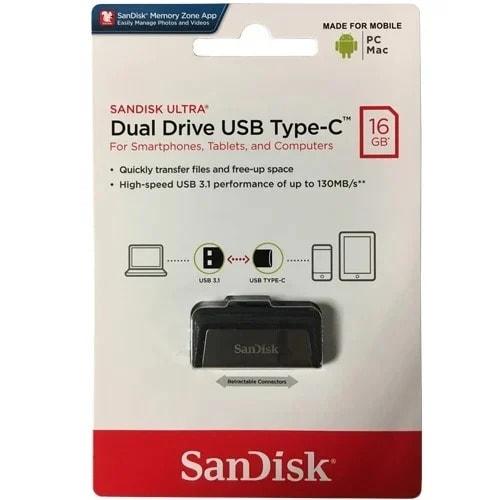 SanDisk® Memory Zone App
Easily Manage Photos and Videos
MADE FOR MOBILE
PC
Mac
SANDISK ULTRA®
Dual Drive USB Type-C™
For Smartphones, Tablets, and Computers
16
GB*
• Quickly transfer files and free-up space
• High-speed USB 3.1 performance of up to 130MB/s**
USB 3.1
USB TYPE-C
SanDisk
Retractable Connectors
SanDisk